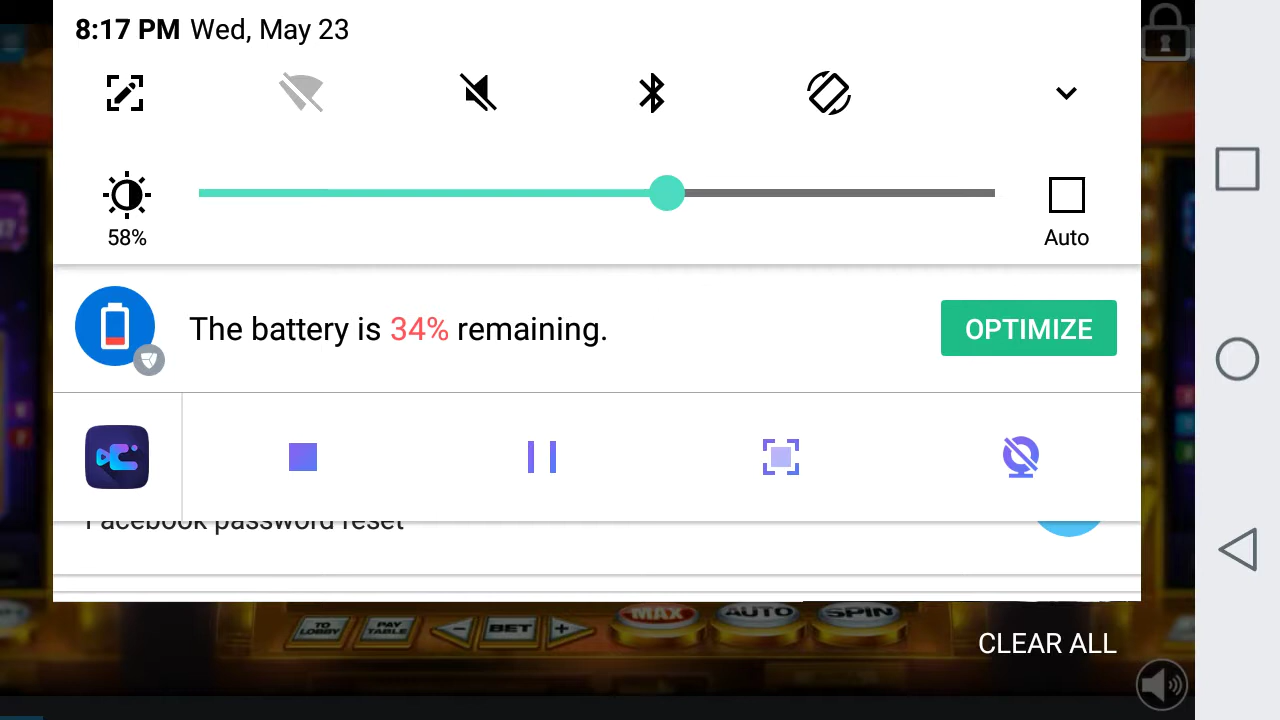 8:17 PM Wed, May 23
58%
Auto
The battery is 34% remaining.
OPTIMIZE
Facebook password reset
TO LOBBY
PAY TABLE
- BET +
MAX
AUTO
SPIN
CLEAR ALL